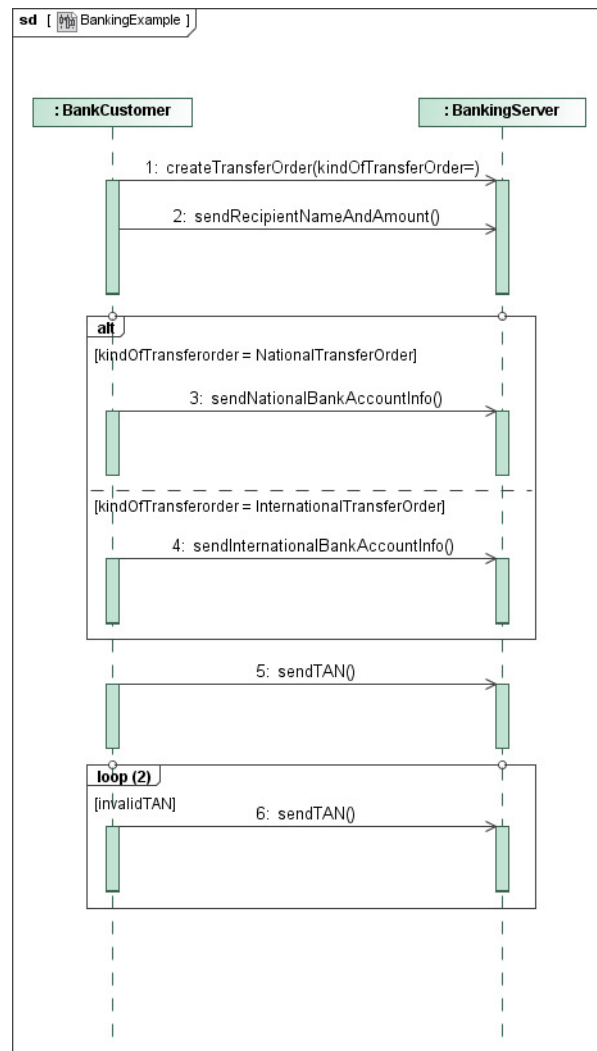 sd [ BankingExample ]
: BankCustomer
: BankingServer
1: createTransferOrder(kindOfTransferOrder=)
2: sendRecipientNameAndAmount()
alt
[kindOfTransferorder = NationalTransferOrder]
3: sendNationalBankAccountInfo()
[kindOfTransferorder = InternationalTransferOrder]
4: sendInternationalBankAccountInfo()
5: sendTAN()
loop (2)
[invalidTAN]
6: sendTAN()